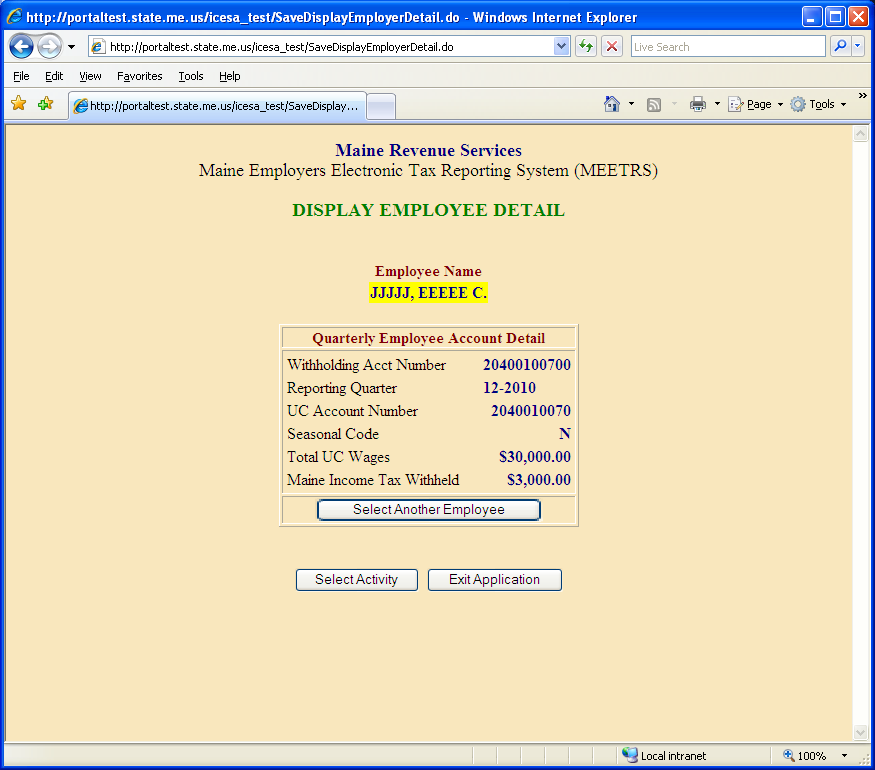 http://portaltest.state.me.us/icesa_test/SaveDisplayEmployerDetail.do - Windows Internet Explorer
http://portaltest.state.me.us/icesa_test/SaveDisplayEmployerDetail.do
Live Search
File Edit View Favorites Tools Help
http://portaltest.state.me.us/icesa_test/SaveDisplay...
Page Tools »
Maine Revenue Services
Maine Employers Electronic Tax Reporting System (MEETRS)
DISPLAY EMPLOYEE DETAIL
Employee Name
JJJJJ, EEEEE C.
Quarterly Employee Account Detail
Withholding Acct Number 20400100700
Reporting Quarter 12-2010
UC Account Number 2040010070
Seasonal Code N
Total UC Wages $30,000.00
Maine Income Tax Withheld $3,000.00
Select Another Employee
Select Activity Exit Application
Local intranet 100%